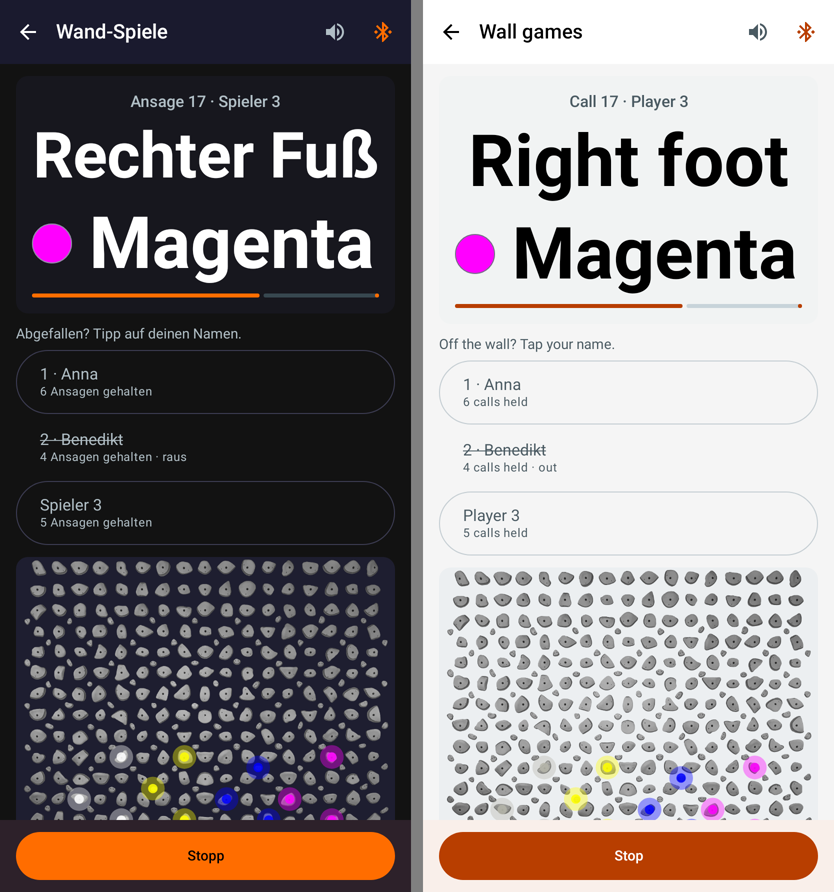 Wand-Spiele
Ansage 17 · Spieler 3
Rechter Fuß
Magenta
Abgefallen? Tipp auf deinen Namen.
1 · Anna
6 Ansagen gehalten
2 · Benedikt
4 Ansagen gehalten · raus
Spieler 3
5 Ansagen gehalten
Stopp
Wall games
Call 17 · Player 3
Right foot
Magenta
Off the wall? Tap your name.
1 · Anna
6 calls held
2 · Benedikt
4 calls held · out
Player 3
5 calls held
Stop